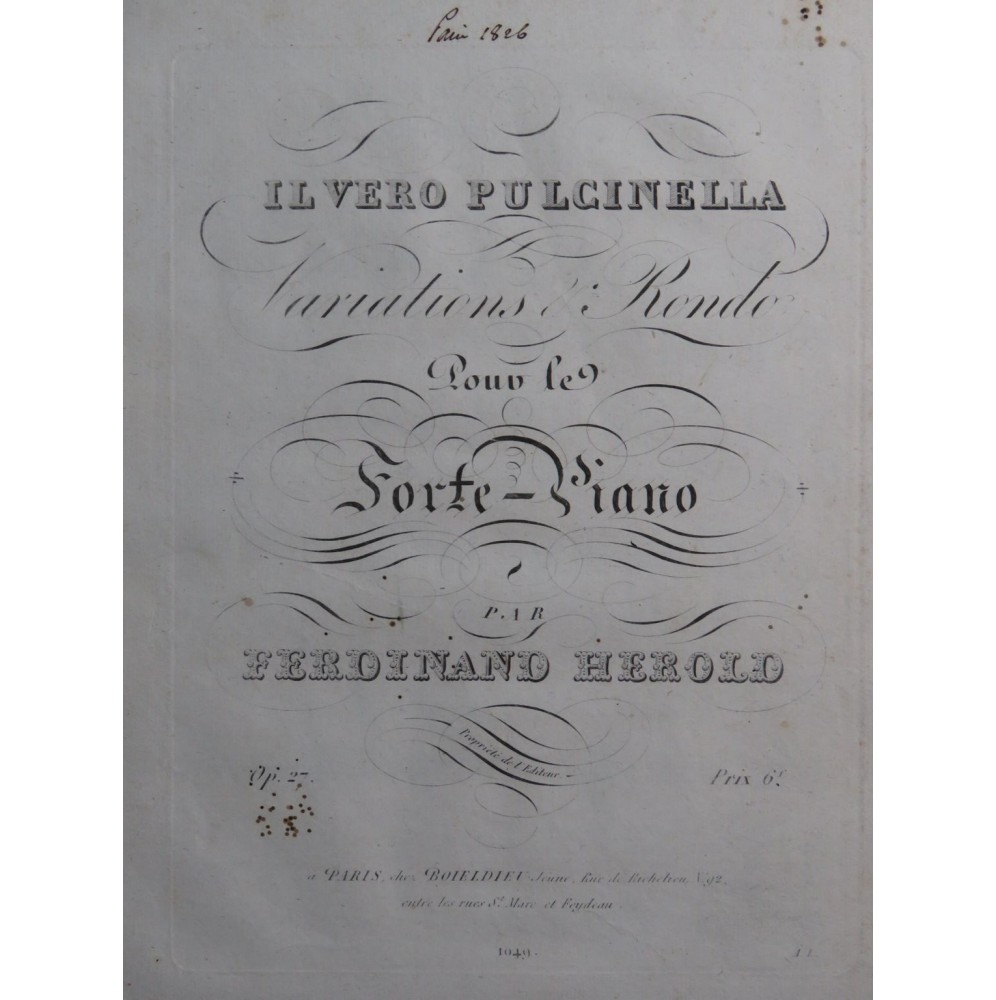 Paris 1826
IL VERO PULCINELLA
Variations & Rondo
Pour le
Forte-Piano
PAR
FERDINAND HEROLD
Propriété de l'Editeur.
Op. 27. Prix 6f.
à PARIS, chez BOIELDIEU Jeune, Rue de Richelieu, N.92,
entre les rues St. Marc et Feydeau.
1049.